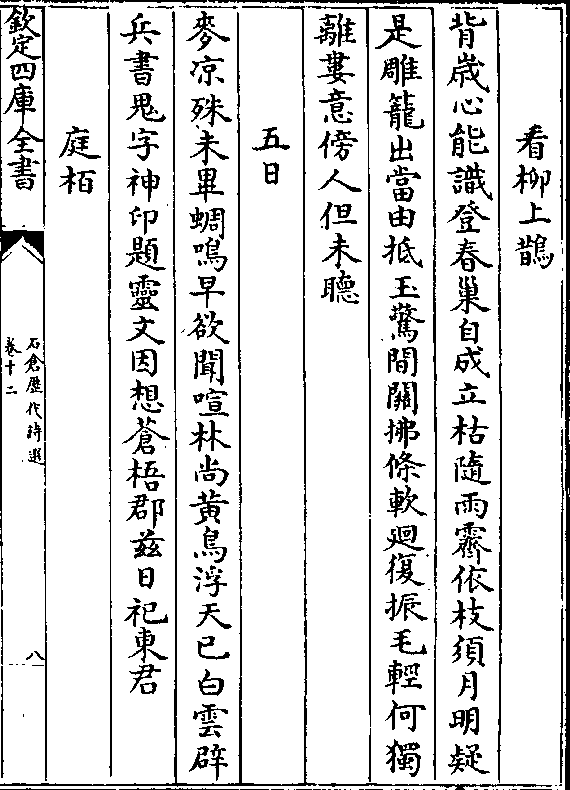 看柳上鵲
背歲心能識登春巢自成立枯隨雨霽依枝須月明疑
是雕籠出當由抵玉驚間關拂條軟廻復振毛輕何獨
離婁意傍人但未聽
五日
麥凉殊未畢蜩鳴早欲聞喧林尚黃鳥浮天已白雲辟
兵書鬼字神印題靈文因想蒼梧郡兹日祀東君
庭栢
欽定四庫全書
石倉歷代詩選
卷十二
八